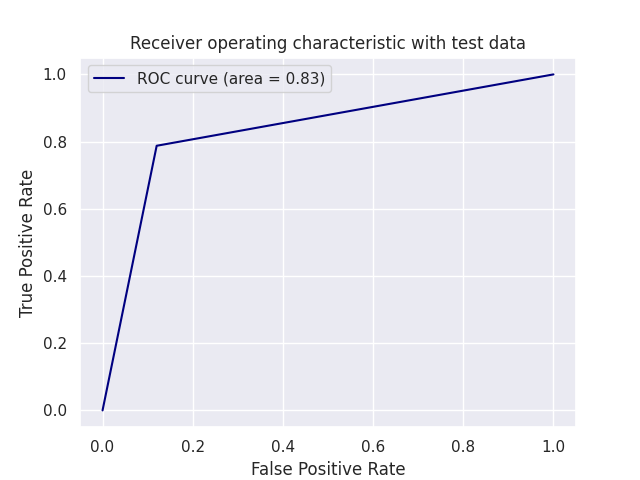 Receiver operating characteristic with test data
ROC curve (area = 0.83)
True Positive Rate
1.0
0.8
0.6
0.4
0.2
0.0
0.0 0.2 0.4 0.6 0.8 1.0
False Positive Rate